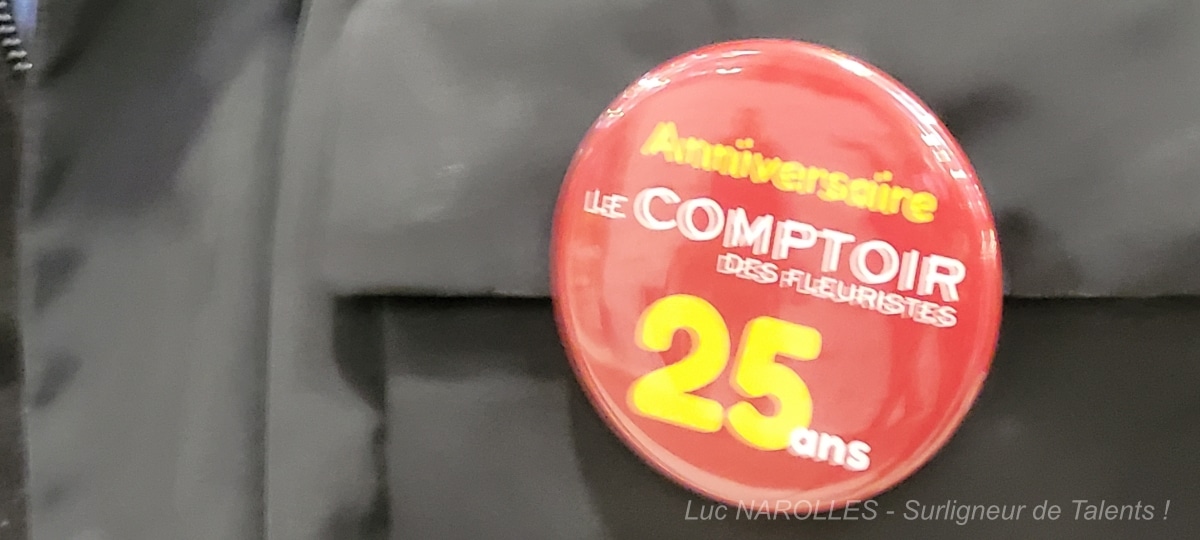 Anniversaire
LE COMPTOIR
DES FLEURISTES
25
ans
Luc NAROLLES - Surligneur de Talents !